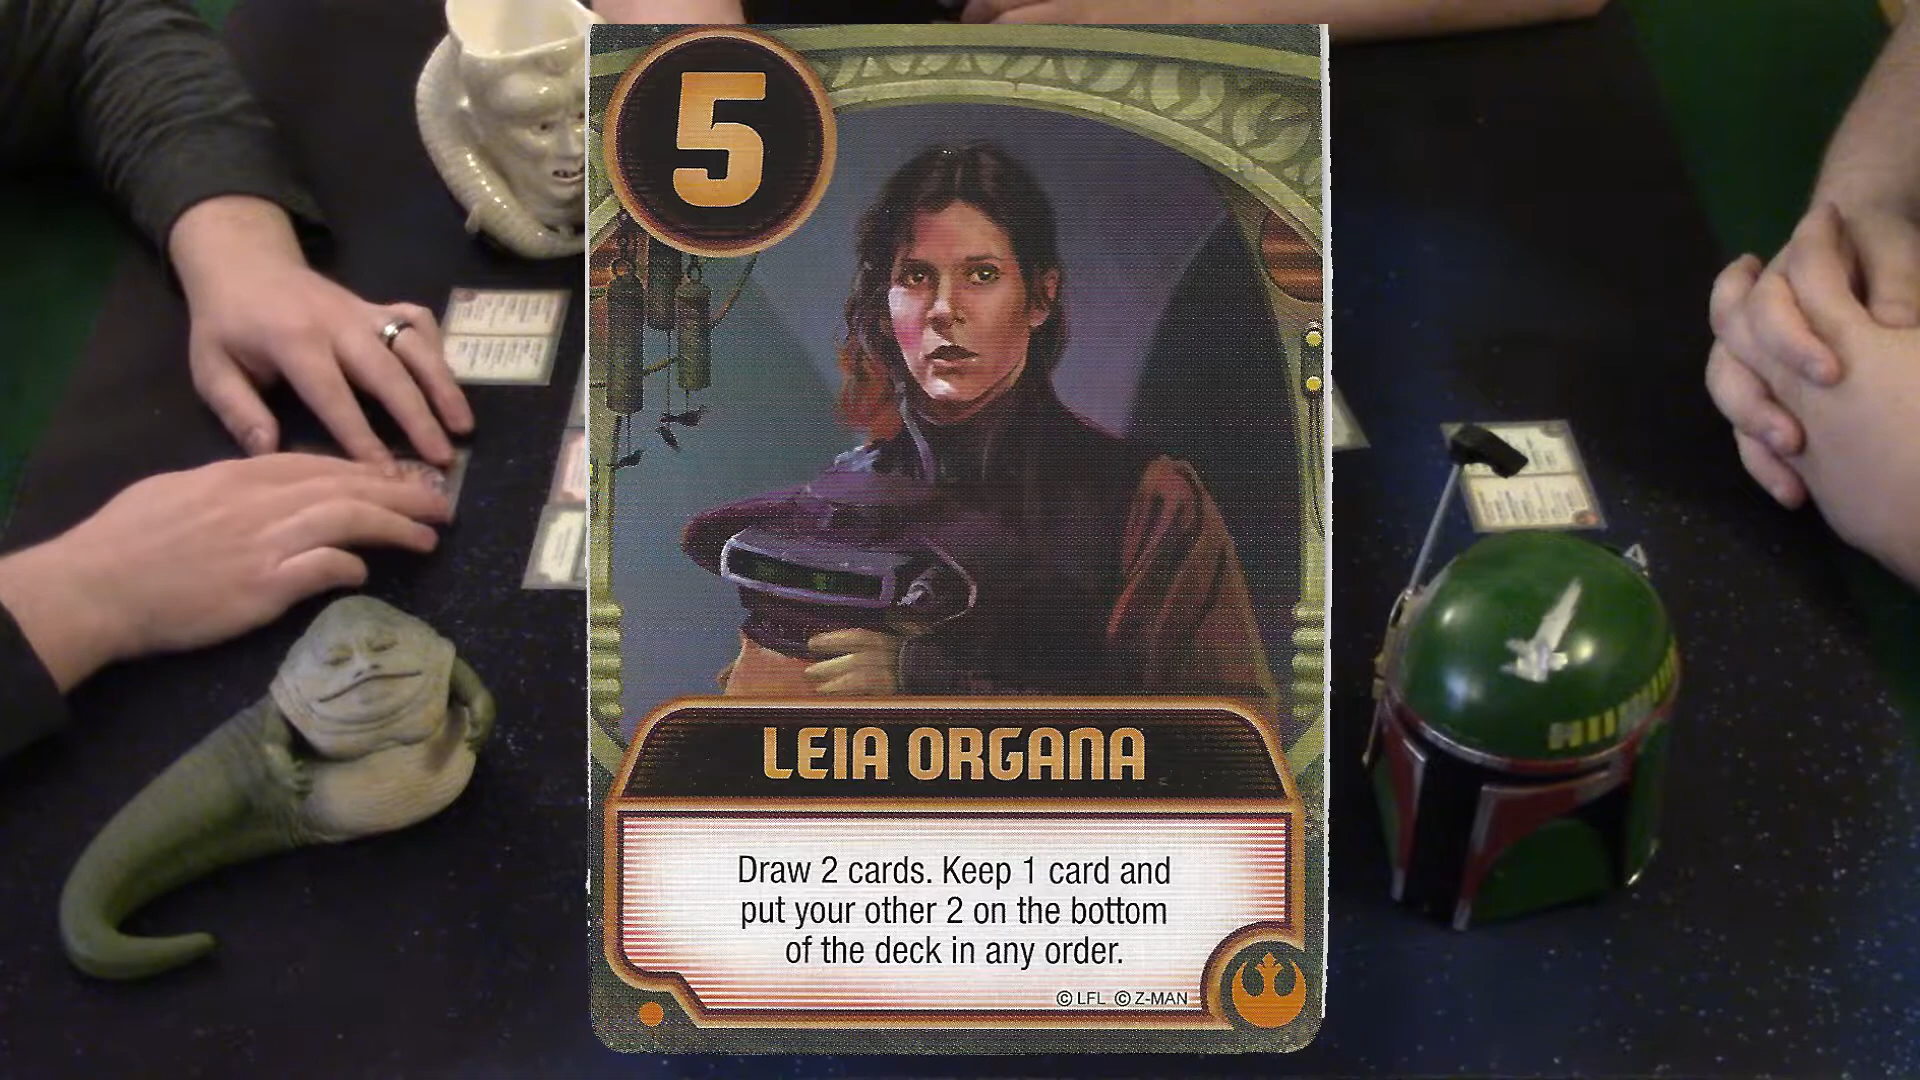 5
LEIA ORGANA
Draw 2 cards. Keep 1 card and
put your other 2 on the bottom
of the deck in any order.
© LFL © Z-MAN